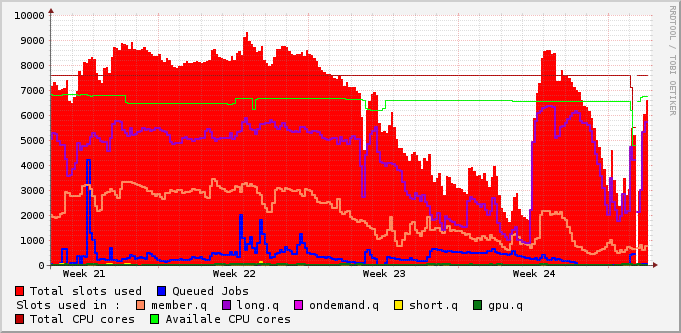 10000
9000
8000
7000
6000
5000
4000
3000
2000
1000
0
Week 21 Week 22 Week 23 Week 24
RRDTOOL / TOBI OETIKER
Total slots used Queued Jobs
Slots used in : member.q long.q ondemand.q short.q gpu.q
Total CPU cores Availale CPU cores